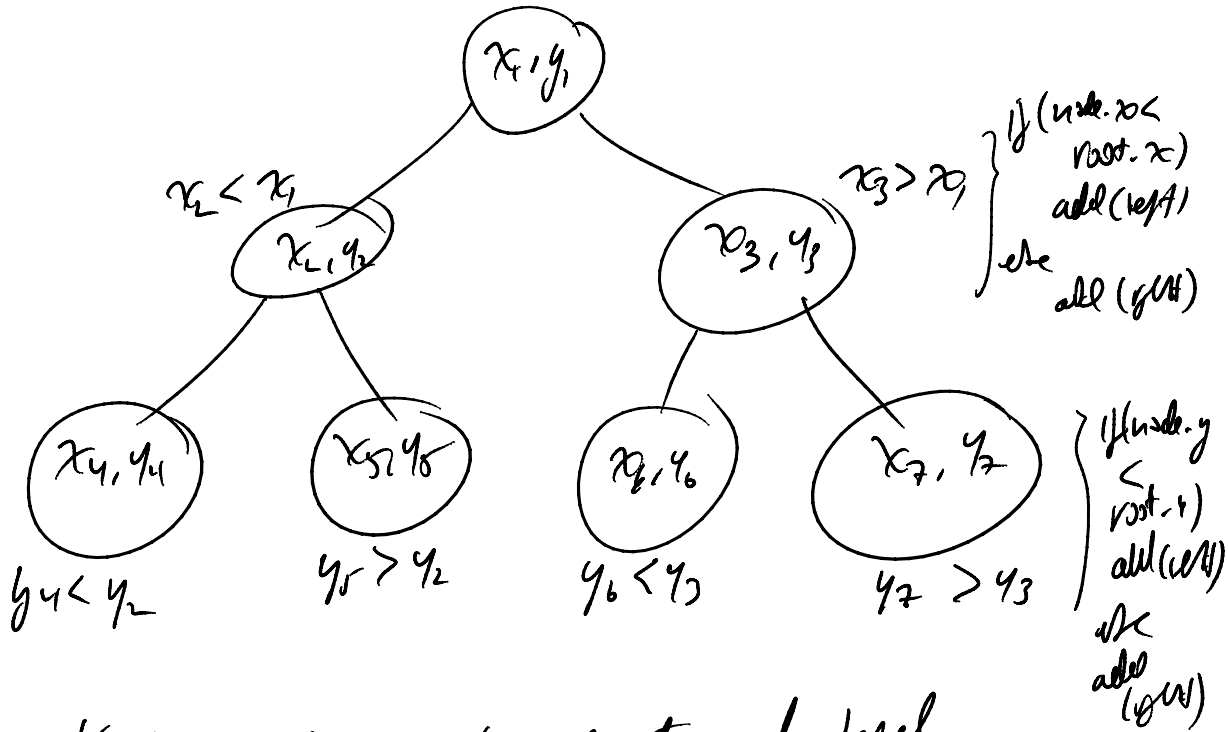 x₁, y₁
x₂ < x₁
x₂, y₂
x₃ > x₁
x₃, y₃
if (node.x <
root.x)
add(left)
else
add(right)
x₄, y₄
x₅, y₅
x₆, y₆
x₇, y₇
y₄ < y₂
y₅ > y₂
y₆ < y₃
y₇ > y₃
if(node.y
<
root.y)
add(left)
else
add
(right)